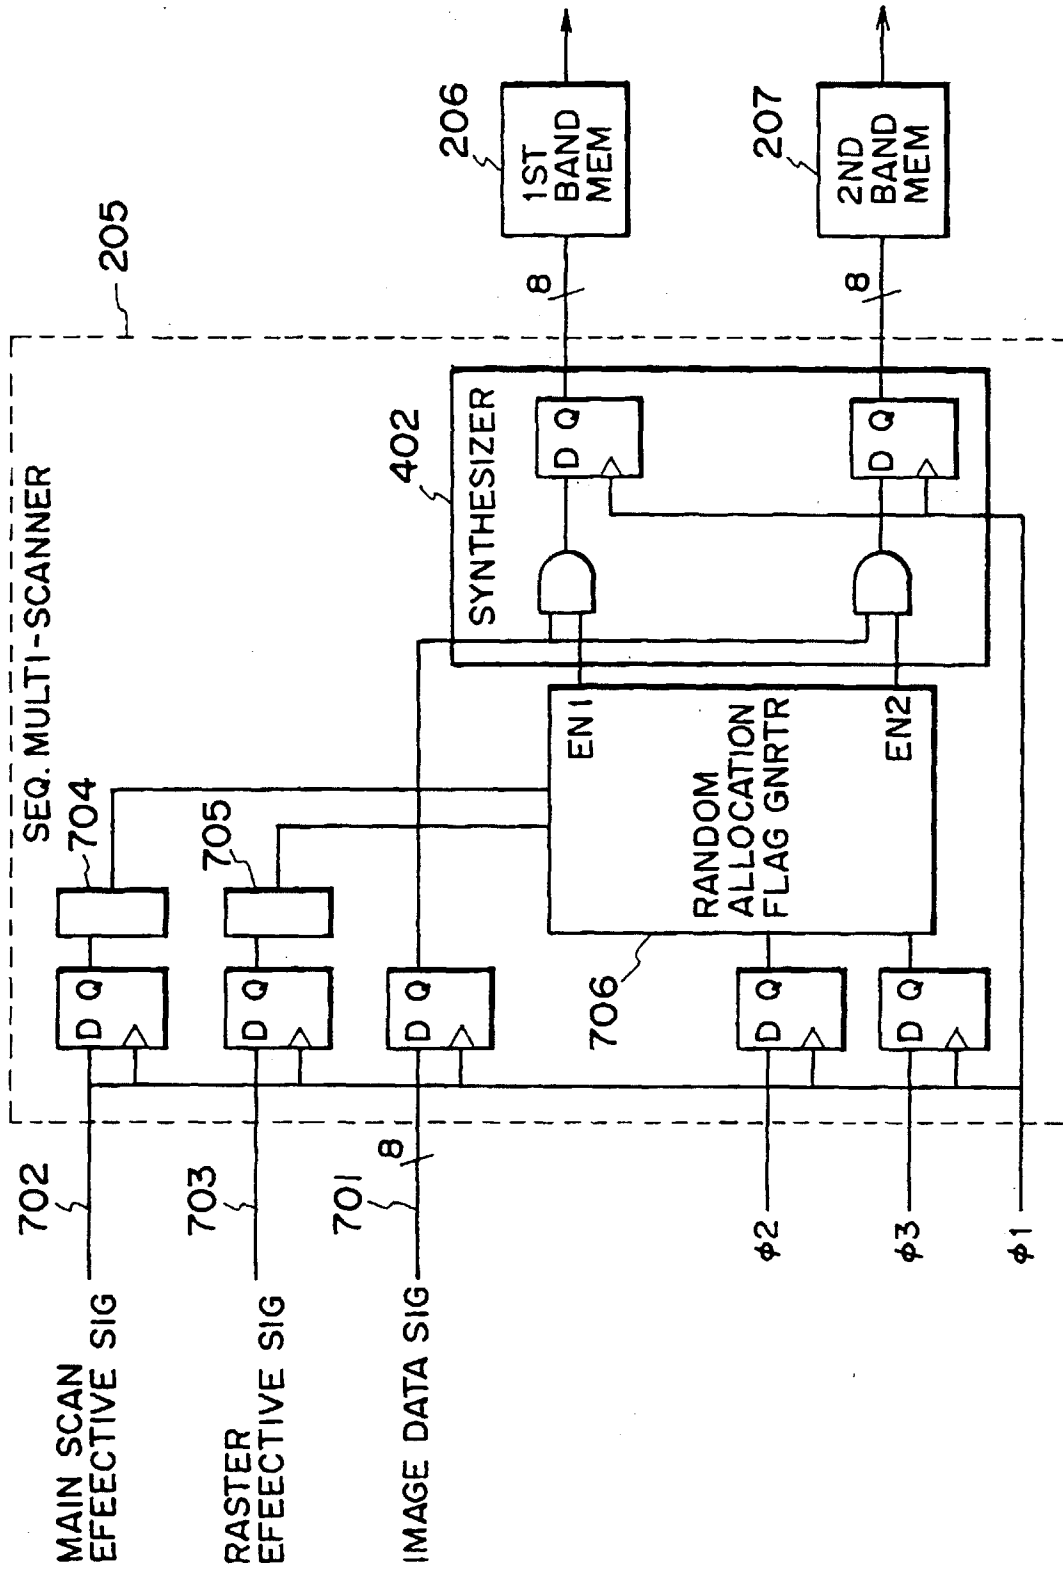 SEQ. MULTI-SCANNER
205
MAIN SCAN
EFEECTIVE SIG
702
D Q
704
RASTER
EFEECTIVE SIG
703
D Q
705
IMAGE DATA SIG
701
8
D Q
706
RANDOM
ALLOCATION
FLAG GNRTR
EN1
EN2
φ2
D Q
φ3
D Q
φ1
SYNTHESIZER
402
D Q
D Q
8
8
206
1ST
BAND
MEM
207
2ND
BAND
MEM